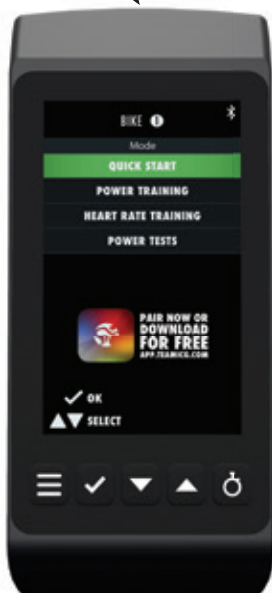 BIKE 0
Mode
QUICK START
POWER TRAINING
HEART RATE TRAINING
POWER TESTS
PAIR NOW OR
DOWNLOAD
FOR FREE
APP.TEAMICG.COM
OK
SELECT